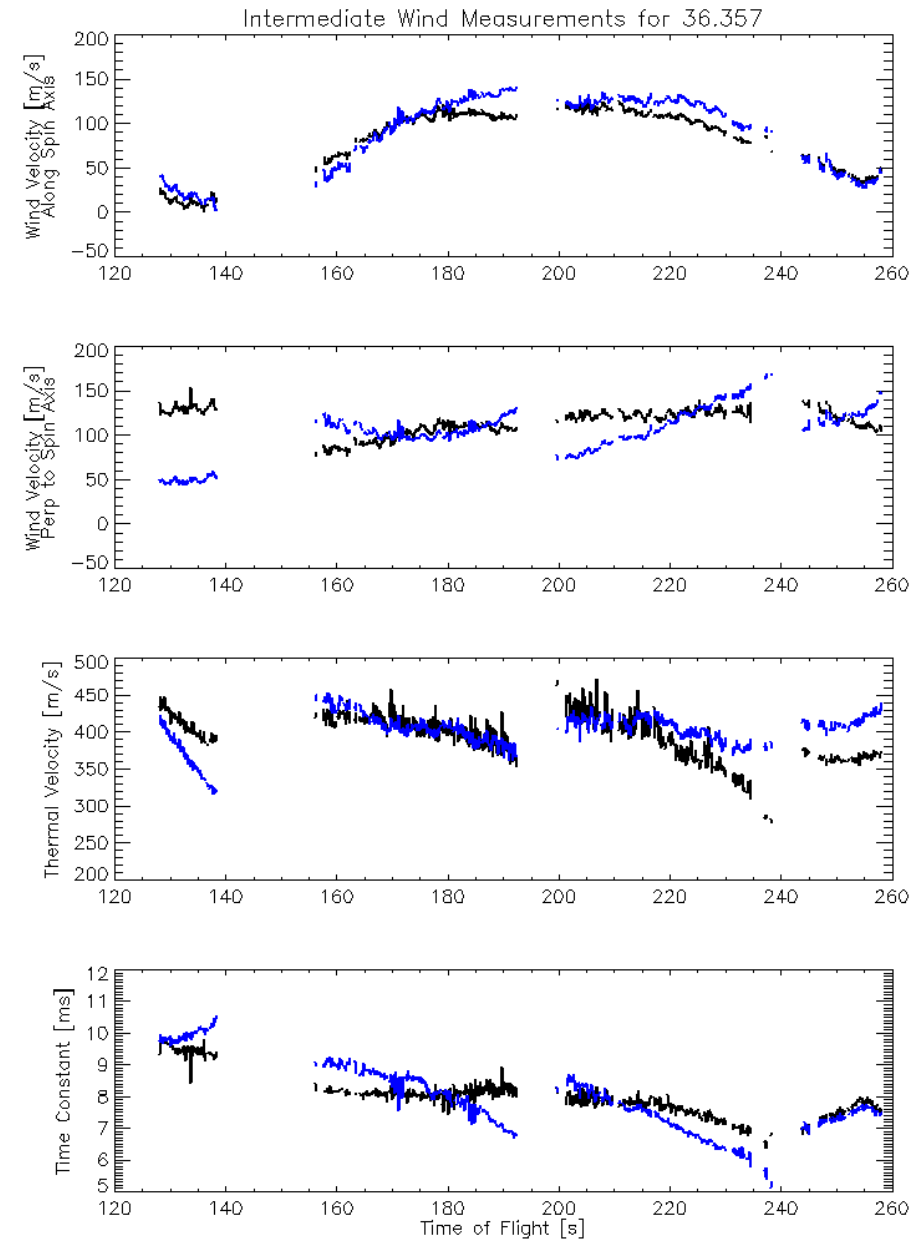 Intermediate Wind Measurements for 36.357
Wind Velocity [m/s]
Along Spin Axis
200
150
100
50
0
−50
120 140 160 180 200 220 240 260
Wind Velocity [m/s]
Perp to Spin Axis
200
150
100
50
0
−50
120 140 160 180 200 220 240 260
Thermal Velocity [m/s]
500
450
400
350
300
250
200
120 140 160 180 200 220 240 260
Time Constant [ms]
12
11
10
9
8
7
6
5
120 140 160 180 200 220 240 260
Time of Flight [s]